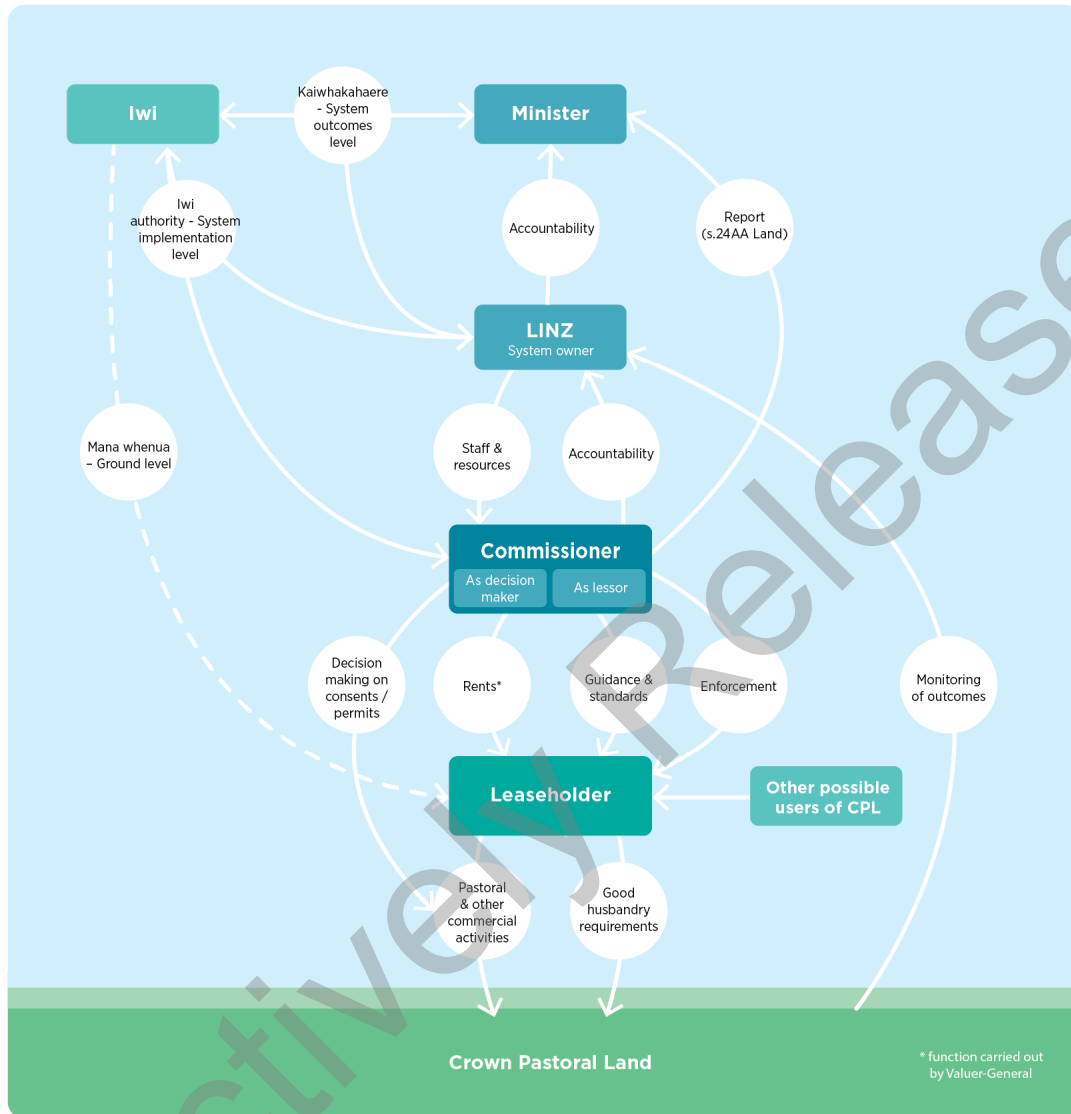 Iwi
Kaiwhakahaere
- System
outcomes
level
Minister
Iwi
authority - System
implementation
level
Accountability
Report
(s.24AA Land)
LINZ
System owner
Mana whenua
– Ground level
Staff &
resources
Accountability
Commissioner
As decision
maker
As lessor
Decision
making on
consents /
permits
Rents*
Guidance &
standards
Enforcement
Monitoring
of outcomes
Leaseholder
Other possible
users of CPL
Pastoral
& other
commercial
activities
Good
husbandry
requirements
Crown Pastoral Land
* function carried out
by Valuer-General
ctively Release